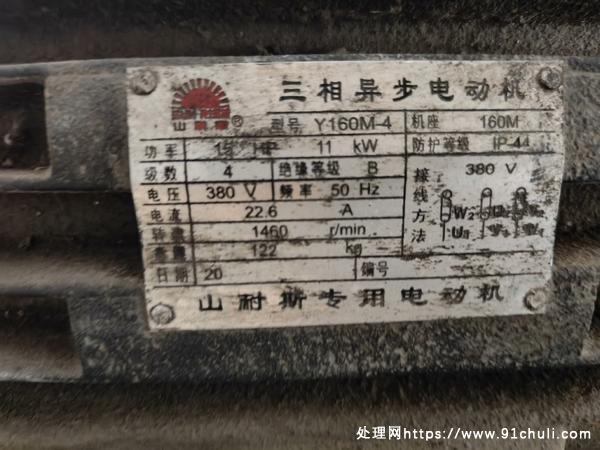 三相异步电动机
山耐斯®
型号 Y160M-4 机座 160M
功率 15 HP 11 kW 防护等级 IP-44
级数 4 绝缘等级 B
接线方法 380 V
电压 380 V 频率 50 Hz
电流 22.6 A
W₂
U₁
转速 1460 r/min
重量 122 kg
日期 20 编号
山耐斯专用电动机
处理网https://www.91chuli.com/